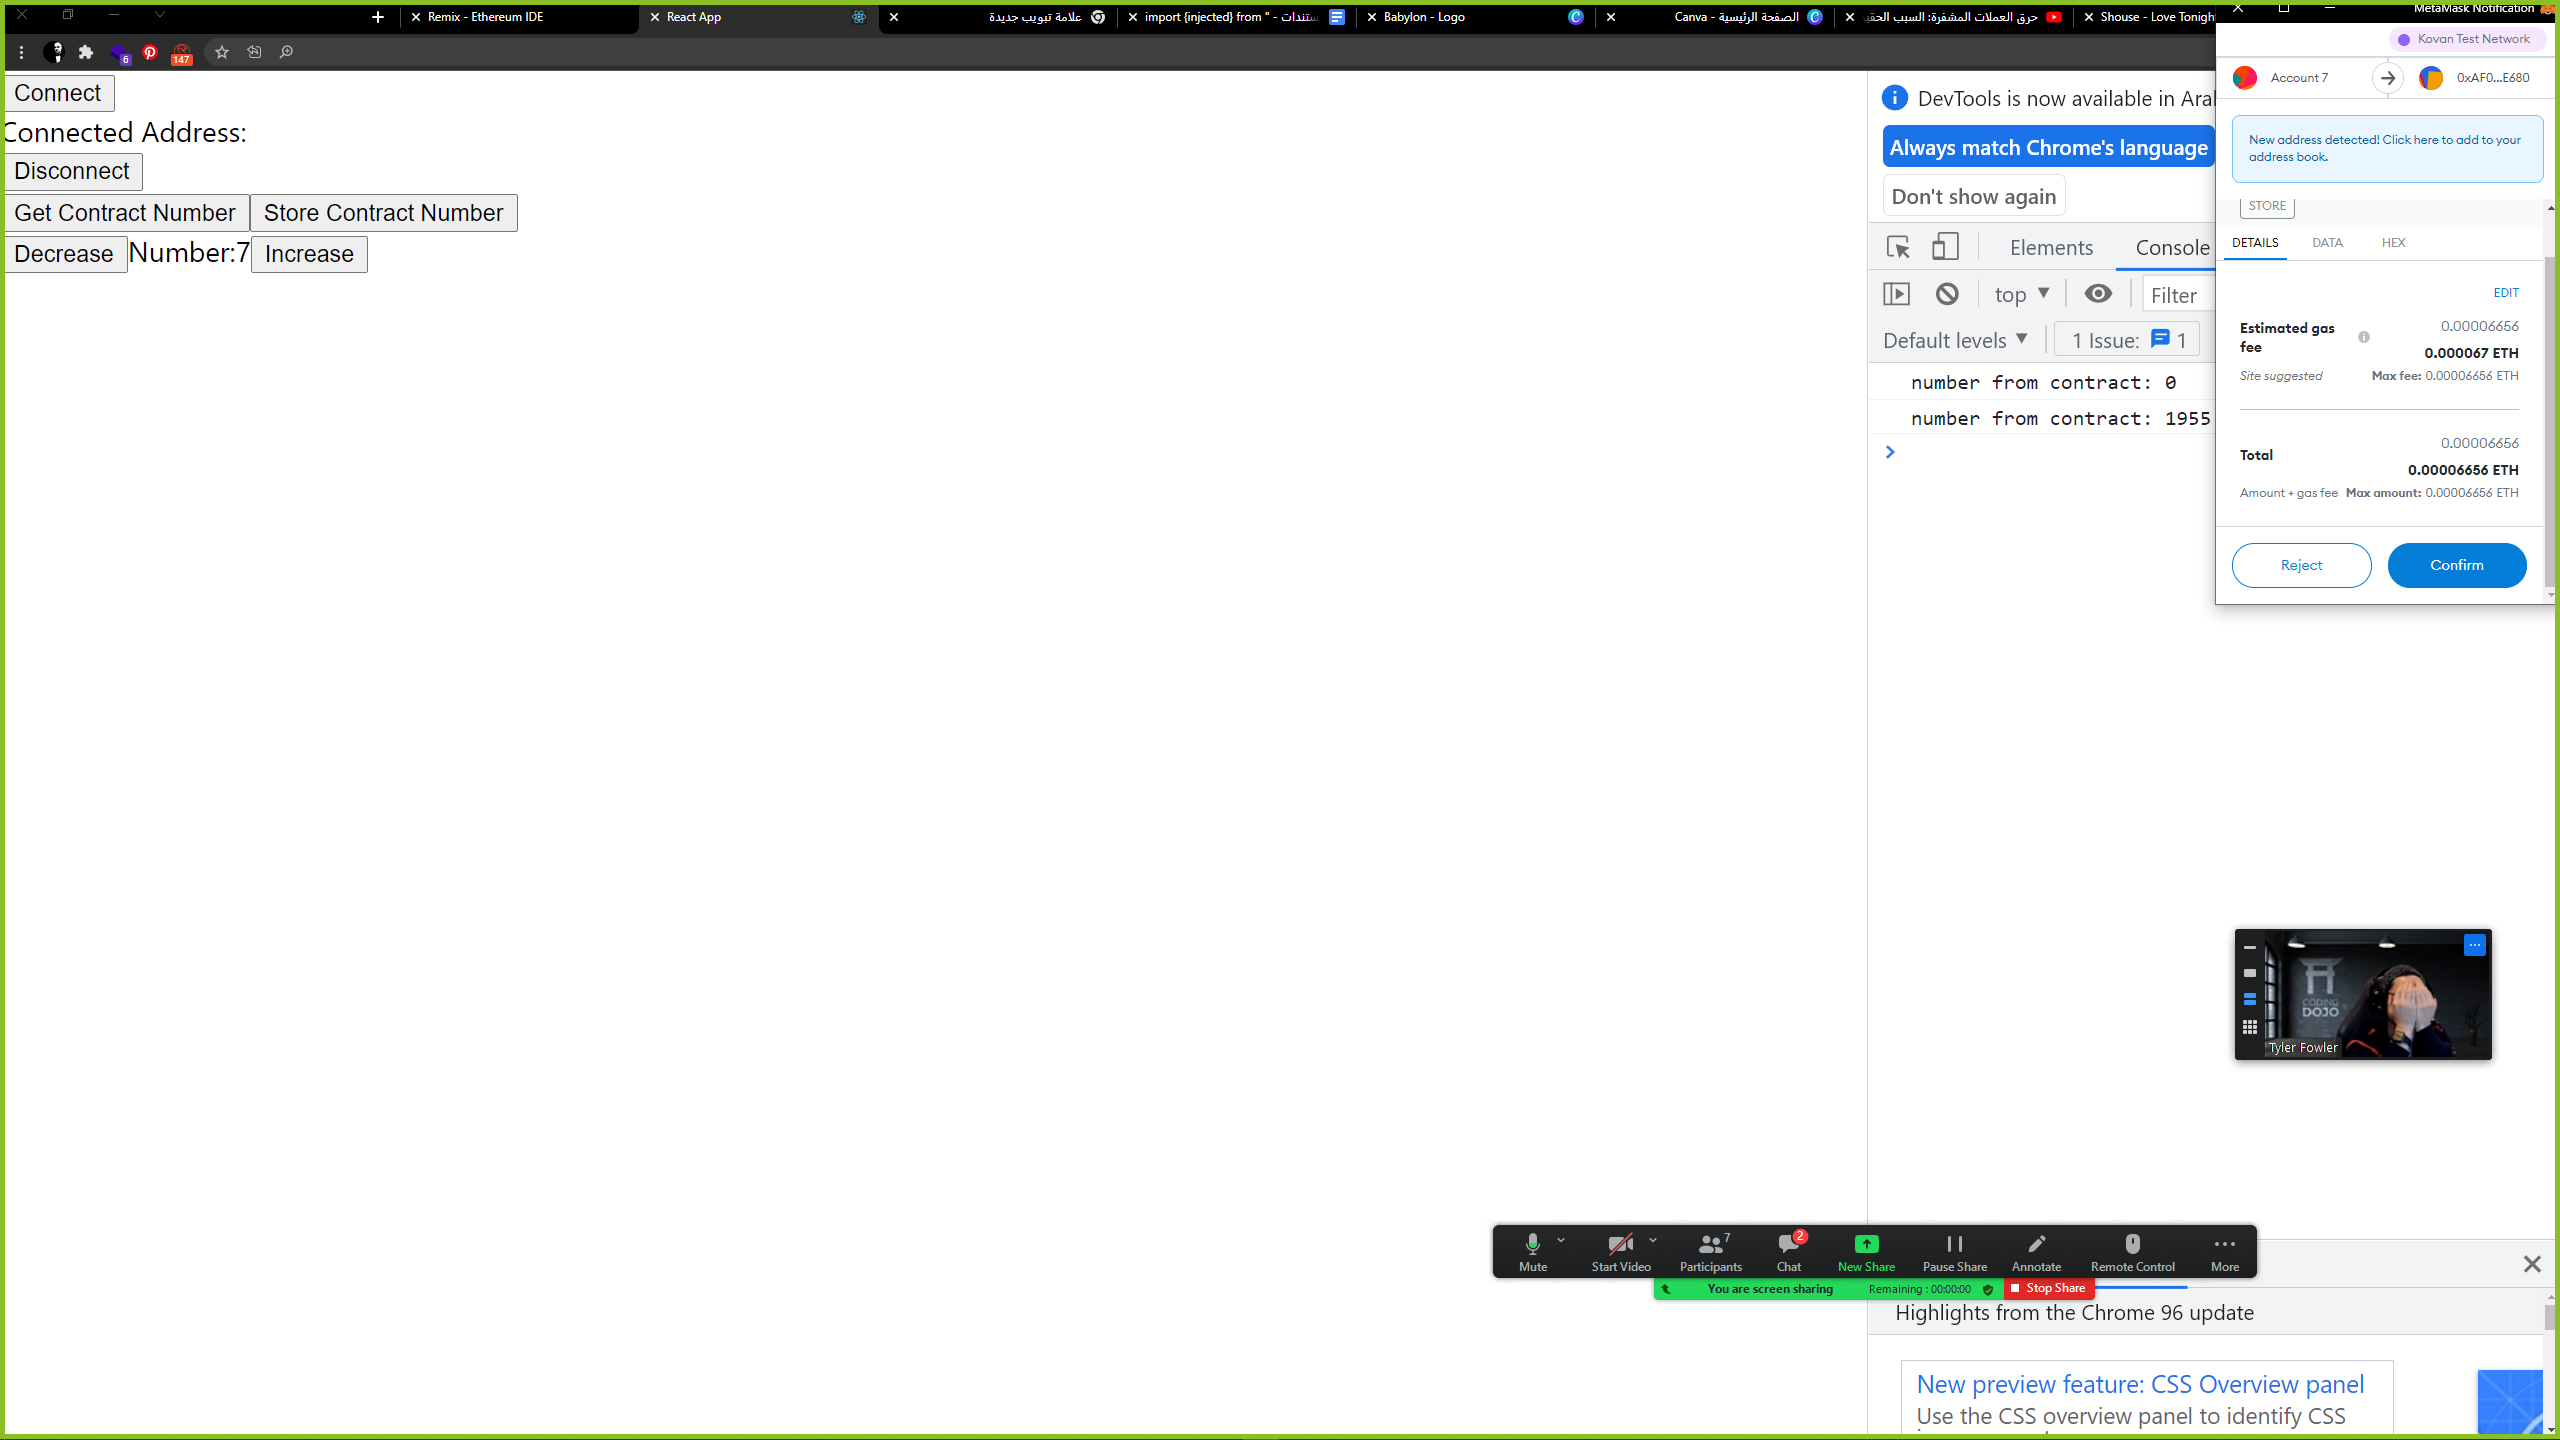 Remix - Ethereum IDE
React App
علامة تبويب جديدة
import {injected} from " - مستندات
Babylon - Logo
Canva - الصفحة الرئيسية
حرق العملات المشفرة: السبب الحقي
Shouse - Love Tonight
MetaMask Notification
6
147
Connect
Connected Address:
Disconnect
Get Contract Number
Store Contract Number
Decrease
Number:7
Increase
DevTools is now available in Ara
Always match Chrome's language
Don't show again
Elements
Console
top
Filter
Default levels
1 Issue:
1
number from contract: 0
number from contract: 1955
Kovan Test Network
Account 7
0xAF0...E680
New address detected! Click here to add to your
address book.
STORE
DETAILS
DATA
HEX
EDIT
Estimated gas
fee
0.00006656
0.000067 ETH
Site suggested
Max fee: 0.00006656 ETH
0.00006656
Total
0.00006656 ETH
Amount + gas fee
Max amount: 0.00006656 ETH
Reject
Confirm
CODING
DOJO
Tyler Fowler
Mute
Start Video
7
Participants
2
Chat
New Share
Pause Share
Annotate
Remote Control
More
You are screen sharing
Remaining : 00:00:00
Stop Share
Highlights from the Chrome 96 update
New preview feature: CSS Overview panel
Use the CSS overview panel to identify CSS